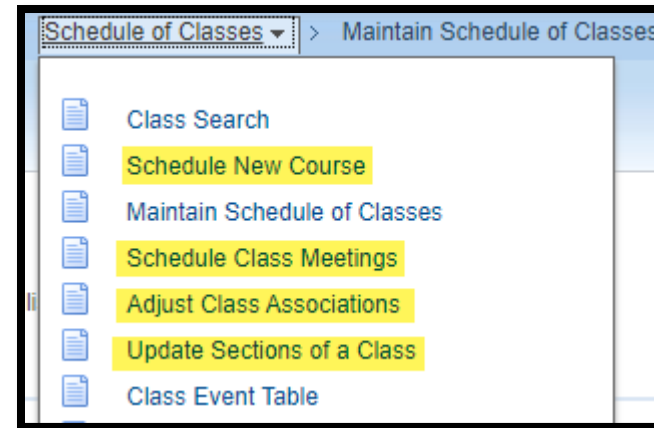 Schedule of Classes > Maintain Schedule of Classes
Class Search
Schedule New Course
Maintain Schedule of Classes
Schedule Class Meetings
li
Adjust Class Associations
Update Sections of a Class
Class Event Table